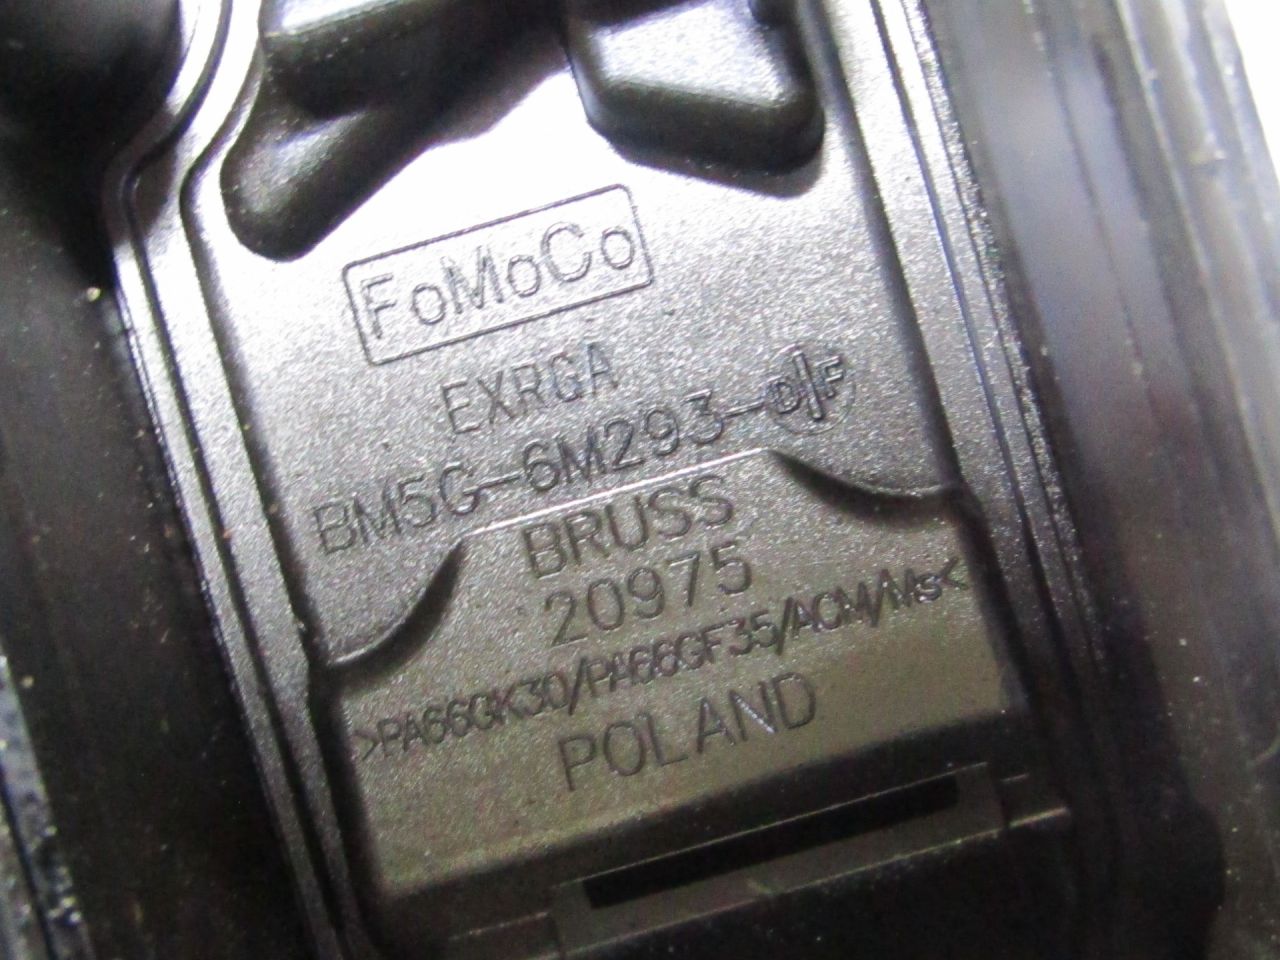 FoMoCo
EXRGA
BM5G-6M293-
BRUSS
20975
>PA66GK30/PA66GF35/ACM/Ms<
POLAND